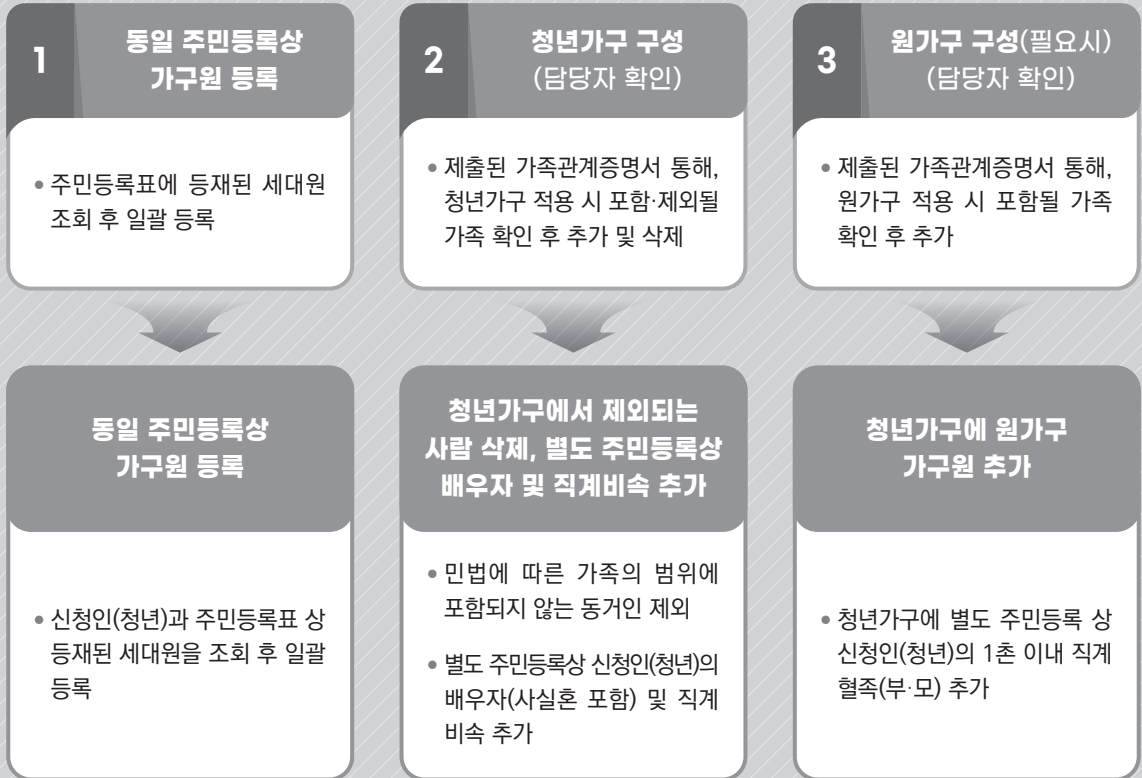 1
동일 주민등록상
가구원 등록
• 주민등록표에 등재된 세대원
조회 후 일괄 등록
2
청년가구 구성
(담당자 확인)
• 제출된 가족관계증명서 통해,
청년가구 적용 시 포함·제외될
가족 확인 후 추가 및 삭제
3
원가구 구성(필요시)
(담당자 확인)
• 제출된 가족관계증명서 통해,
원가구 적용 시 포함될 가족
확인 후 추가
동일 주민등록상
가구원 등록
• 신청인(청년)과 주민등록표 상
등재된 세대원을 조회 후 일괄
등록
청년가구에서 제외되는
사람 삭제, 별도 주민등록상
배우자 및 직계비속 추가
• 민법에 따른 가족의 범위에
포함되지 않는 동거인 제외
• 별도 주민등록상 신청인(청년)의
배우자(사실혼 포함) 및 직계
비속 추가
청년가구에 원가구
가구원 추가
• 청년가구에 별도 주민등록 상
신청인(청년)의 1촌 이내 직계
혈족(부·모) 추가